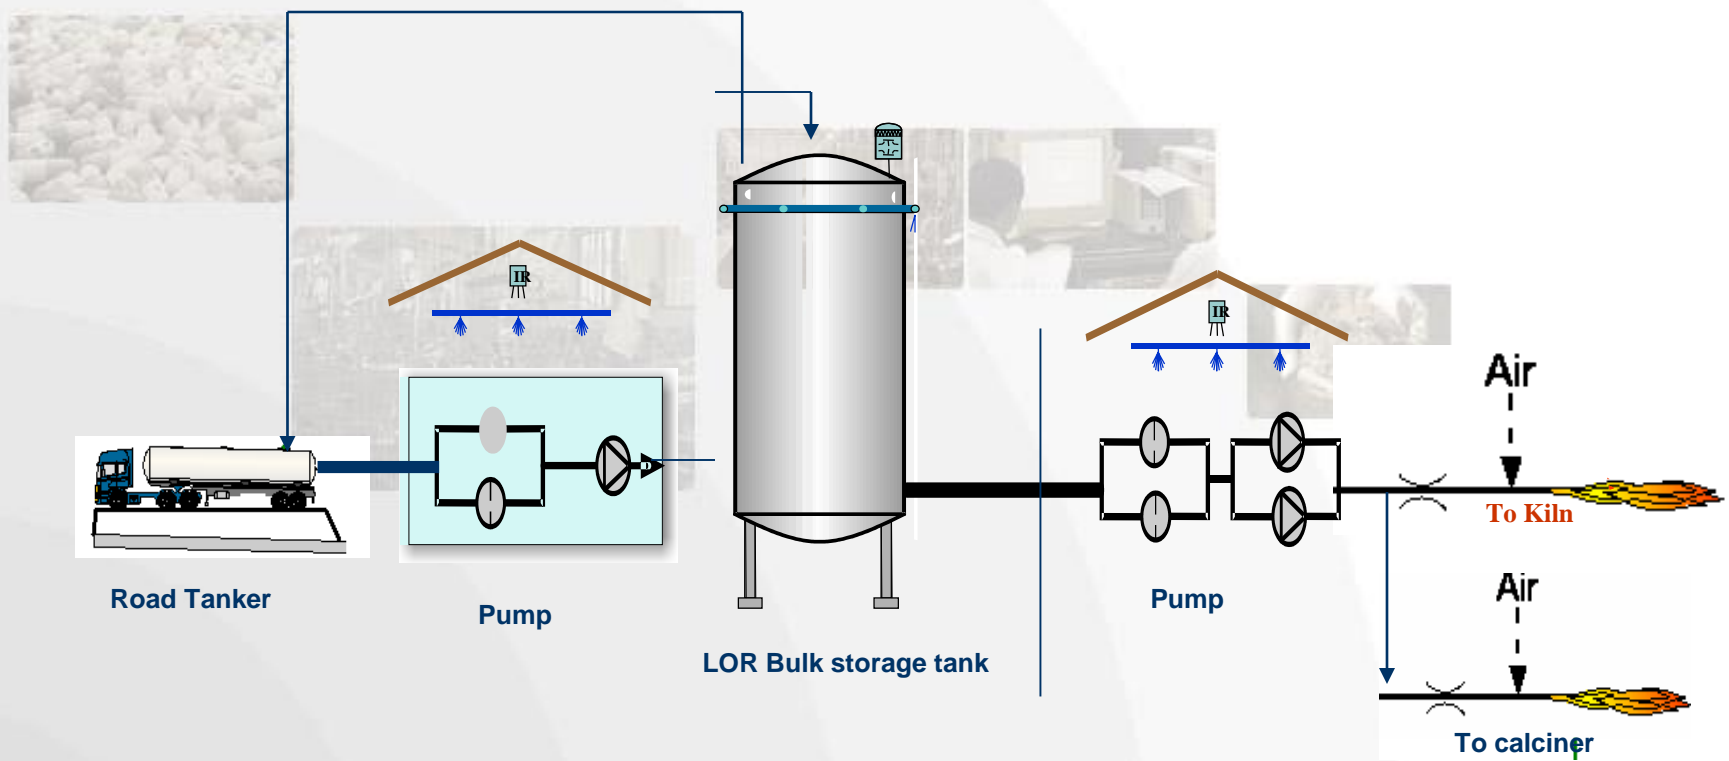 IR
IR
Air
To Kiln
Road Tanker
Pump
Pump
Air
LOR Bulk storage tank
To calciner